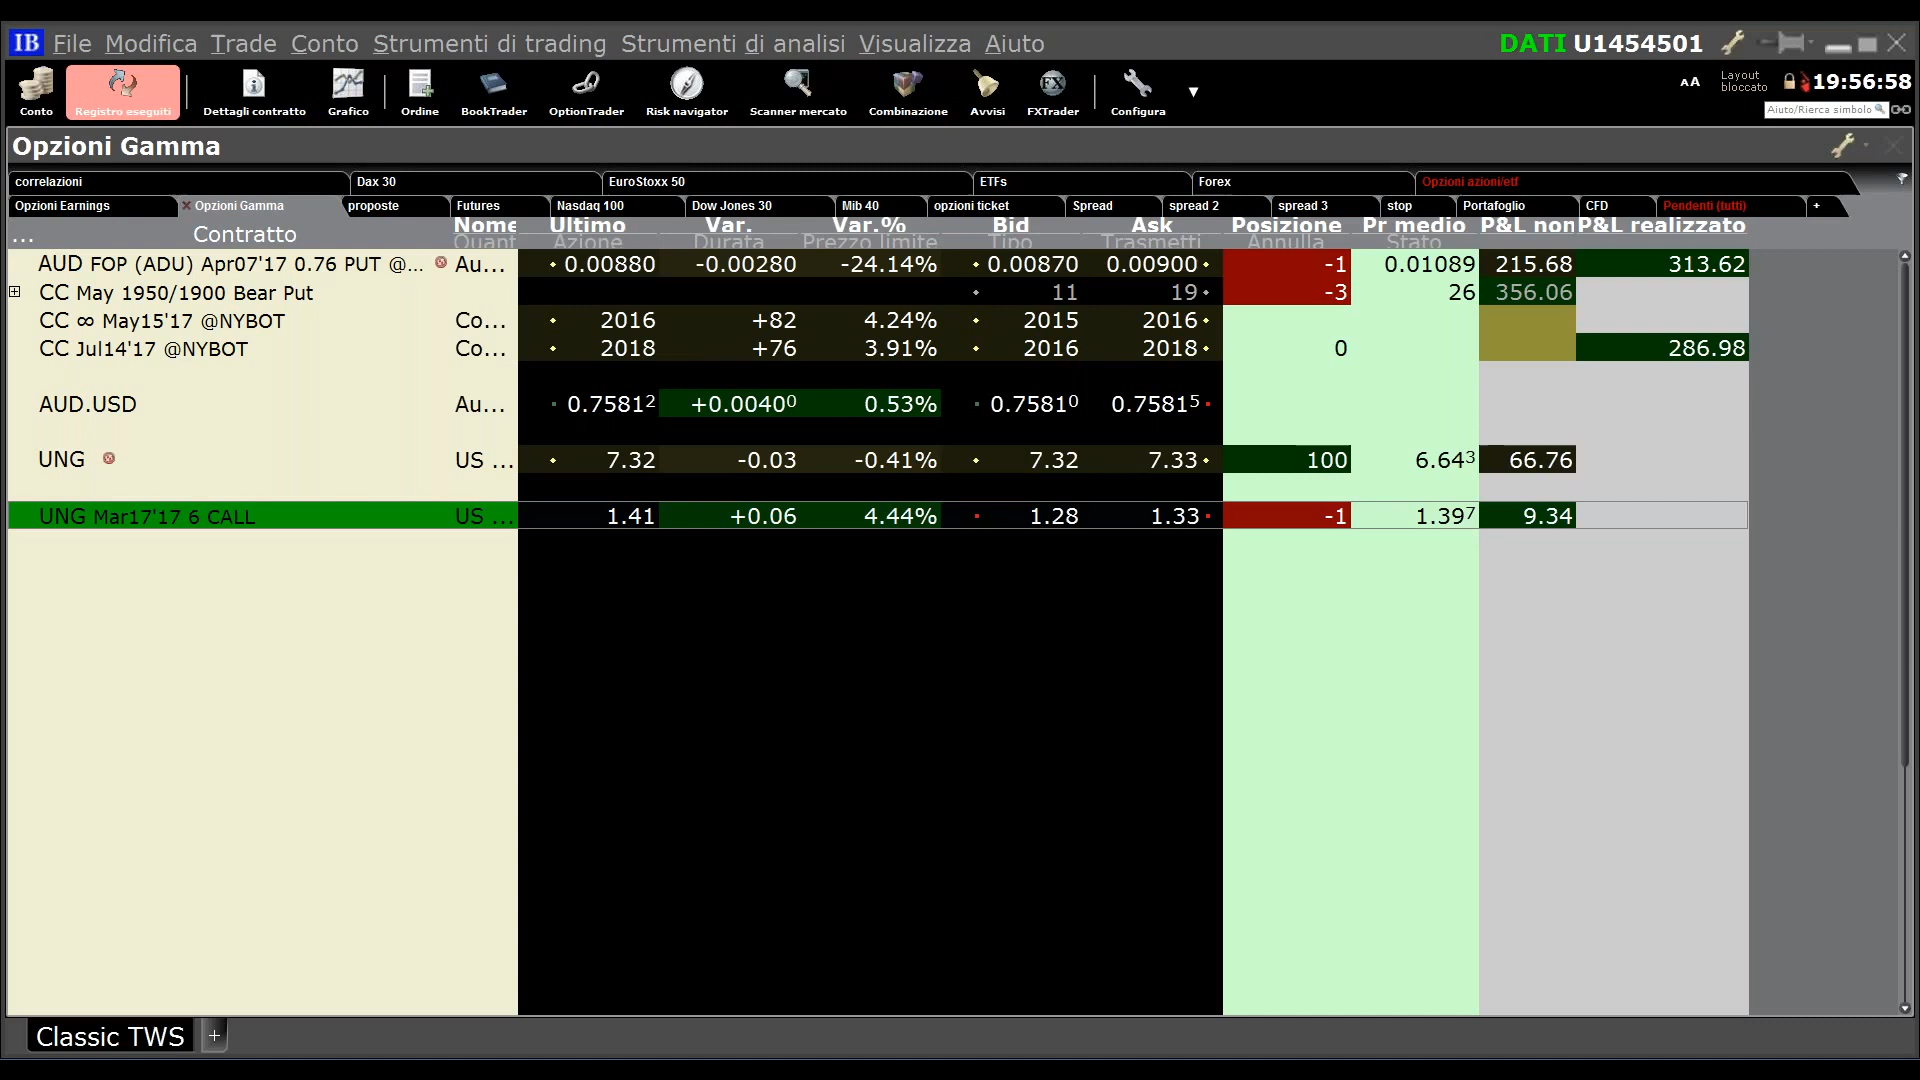 IB File Modifica Trade Conto Strumenti di trading Strumenti di analisi Visualizza Aiuto DATI U1454501
Conto Registro eseguiti Dettagli contratto Grafico Ordine BookTrader OptionTrader Risk navigator Scanner mercato Combinazione Avvisi FXTrader Configura AA Layout bloccato 19:56:58
FX
Aiuto/Rierca simbolo
Opzioni Gamma
correlazioni Dax 30 EuroStoxx 50 ETFs Forex Opzioni azioni/etf
Opzioni Earnings Opzioni Gamma proposte Futures Nasdaq 100 Dow Jones 30 Mib 40 opzioni ticket Spread spread 2 spread 3 stop Portafoglio CFD Pendenti (tutti) +
... Contratto Nome Ultimo Var. Var.% Bid Ask Posizione Pr medio P&L non P&L realizzato
Quant Azione Durata Prezzo limite Tipo Trasmetti Annulla Stato
AUD FOP (ADU) Apr07'17 0.76 PUT @... Au... 0.00880 -0.00280 -24.14% 0.00870 0.00900 -1 0.01089 215.68 313.62
CC May 1950/1900 Bear Put 11 19 -3 26 356.06
CC ∞ May15'17 @NYBOT Co... 2016 +82 4.24% 2015 2016
CC Jul14'17 @NYBOT Co... 2018 +76 3.91% 2016 2018 0 286.98
AUD.USD Au... 0.75812 +0.00400 0.53% 0.75810 0.75815
UNG US ... 7.32 -0.03 -0.41% 7.32 7.33 100 6.643 66.76
UNG Mar17'17 6 CALL US ... 1.41 +0.06 4.44% 1.28 1.33 -1 1.397 9.34
Classic TWS +